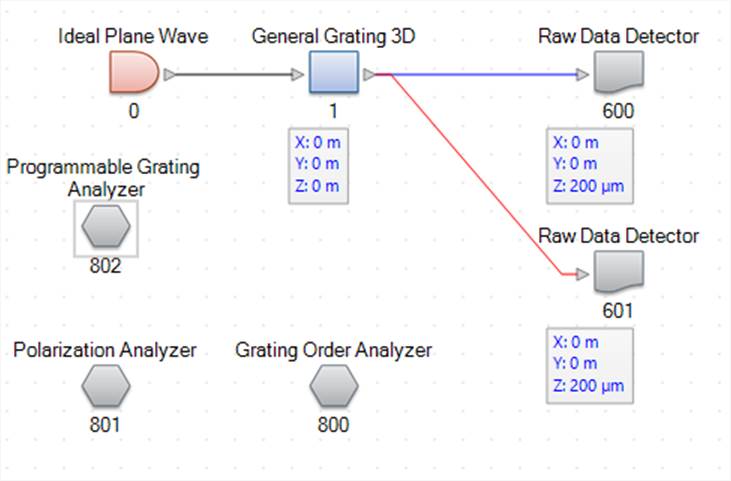 Ideal Plane Wave
General Grating 3D
Raw Data Detector
0
1
600
X: 0 m
Y: 0 m
Z: 0 m
X: 0 m
Y: 0 m
Z: 200 µm
Programmable Grating
Analyzer
802
Raw Data Detector
601
X: 0 m
Y: 0 m
Z: 200 µm
Polarization Analyzer
Grating Order Analyzer
801
800